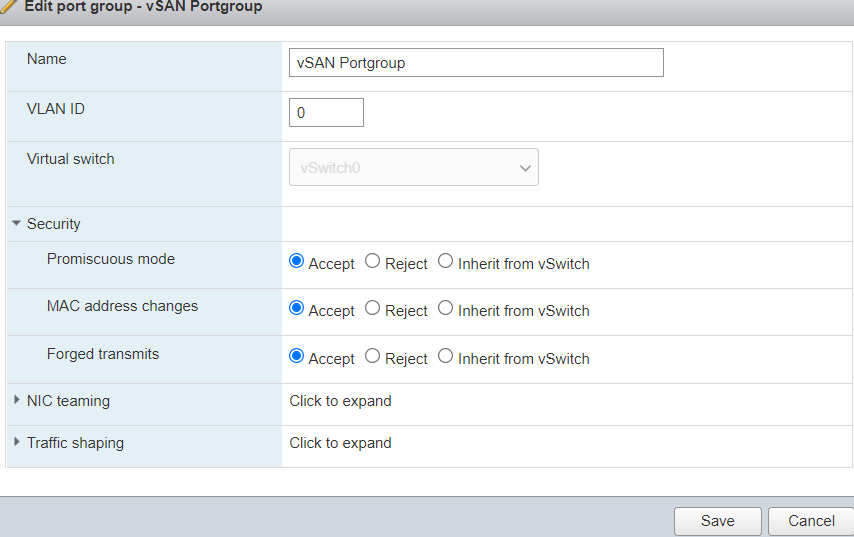 Edit port group - vSAN Portgroup
Name vSAN Portgroup
VLAN ID 0
Virtual switch vSwitch0
Security
Promiscuous mode Accept Reject Inherit from vSwitch
MAC address changes Accept Reject Inherit from vSwitch
Forged transmits Accept Reject Inherit from vSwitch
NIC teaming Click to expand
Traffic shaping Click to expand
Save Cancel